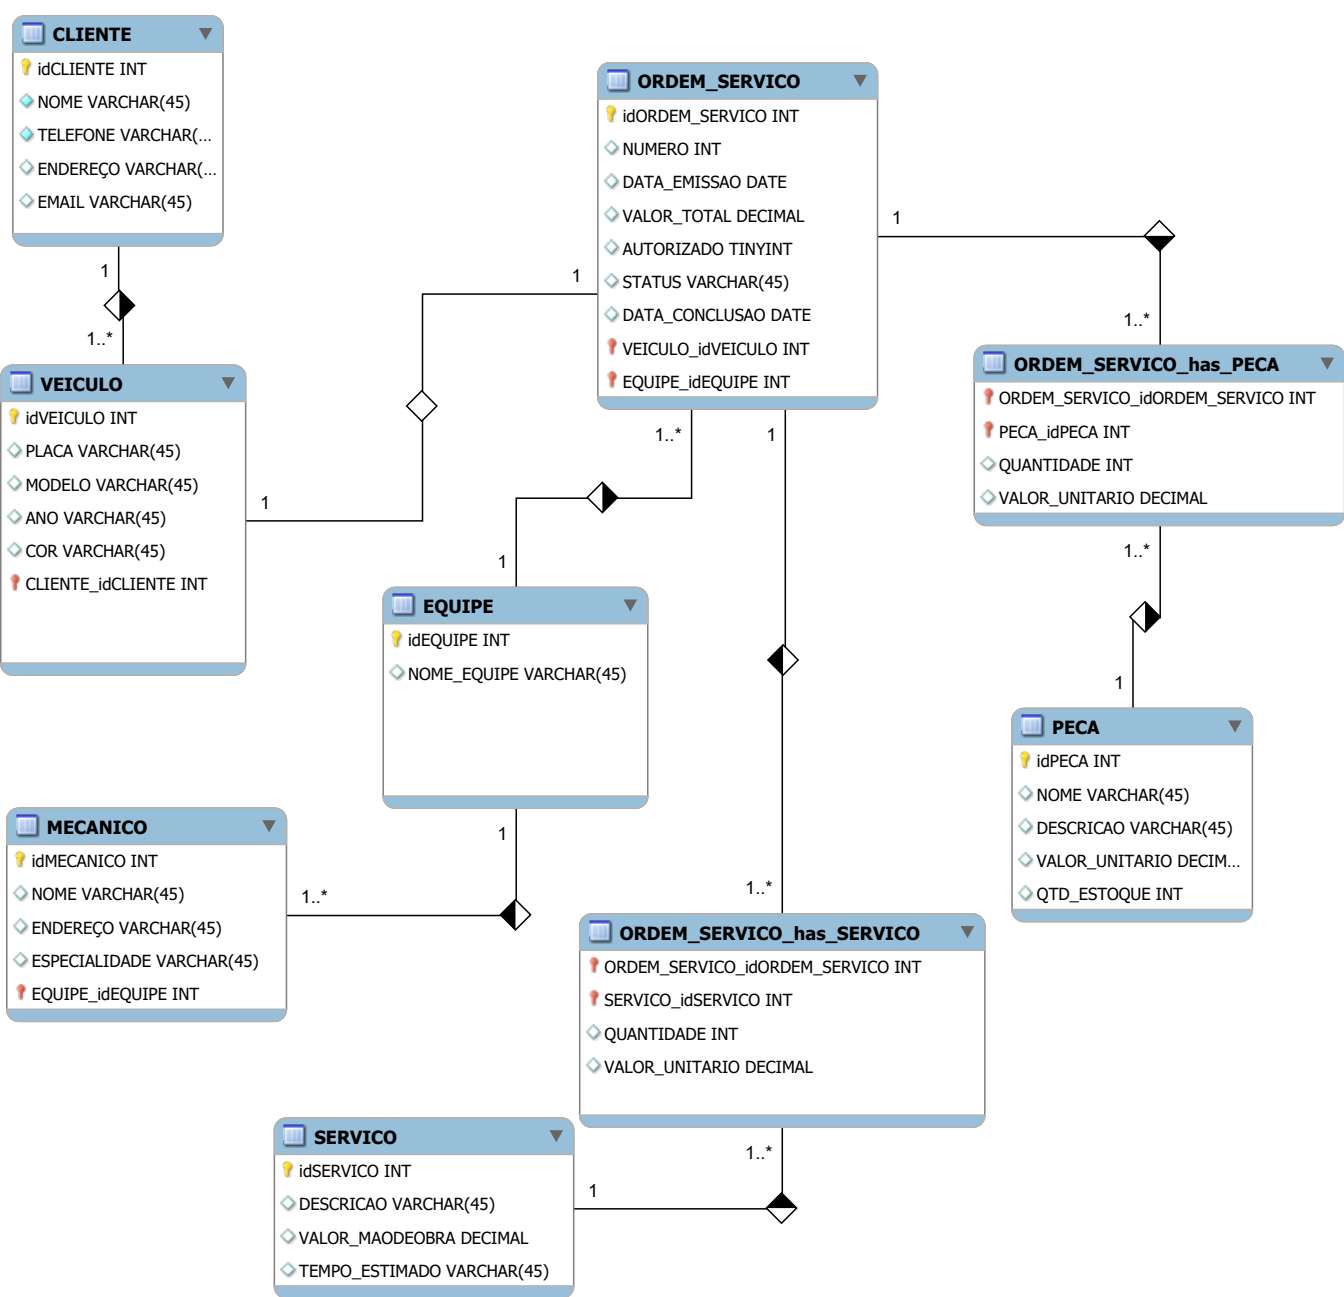 CLIENTE
idCLIENTE INT
NOME VARCHAR(45)
TELEFONE VARCHAR(...
ENDEREÇO VARCHAR(...
EMAIL VARCHAR(45)
1
1..*
VEICULO
idVEICULO INT
PLACA VARCHAR(45)
MODELO VARCHAR(45)
ANO VARCHAR(45)
COR VARCHAR(45)
CLIENTE_idCLIENTE INT
1
1
ORDEM_SERVICO
idORDEM_SERVICO INT
NUMERO INT
DATA_EMISSAO DATE
VALOR_TOTAL DECIMAL
AUTORIZADO TINYINT
STATUS VARCHAR(45)
DATA_CONCLUSAO DATE
VEICULO_idVEICULO INT
EQUIPE_idEQUIPE INT
1
1..*
ORDEM_SERVICO_has_PECA
ORDEM_SERVICO_idORDEM_SERVICO INT
PECA_idPECA INT
QUANTIDADE INT
VALOR_UNITARIO DECIMAL
1..*
1
PECA
idPECA INT
NOME VARCHAR(45)
DESCRICAO VARCHAR(45)
VALOR_UNITARIO DECIM...
QTD_ESTOQUE INT
1..*
1
1
EQUIPE
idEQUIPE INT
NOME_EQUIPE VARCHAR(45)
1
1..*
MECANICO
idMECANICO INT
NOME VARCHAR(45)
ENDEREÇO VARCHAR(45)
ESPECIALIDADE VARCHAR(45)
EQUIPE_idEQUIPE INT
1..*
ORDEM_SERVICO_has_SERVICO
ORDEM_SERVICO_idORDEM_SERVICO INT
SERVICO_idSERVICO INT
QUANTIDADE INT
VALOR_UNITARIO DECIMAL
1..*
1
SERVICO
idSERVICO INT
DESCRICAO VARCHAR(45)
VALOR_MAODEOBRA DECIMAL
TEMPO_ESTIMADO VARCHAR(45)